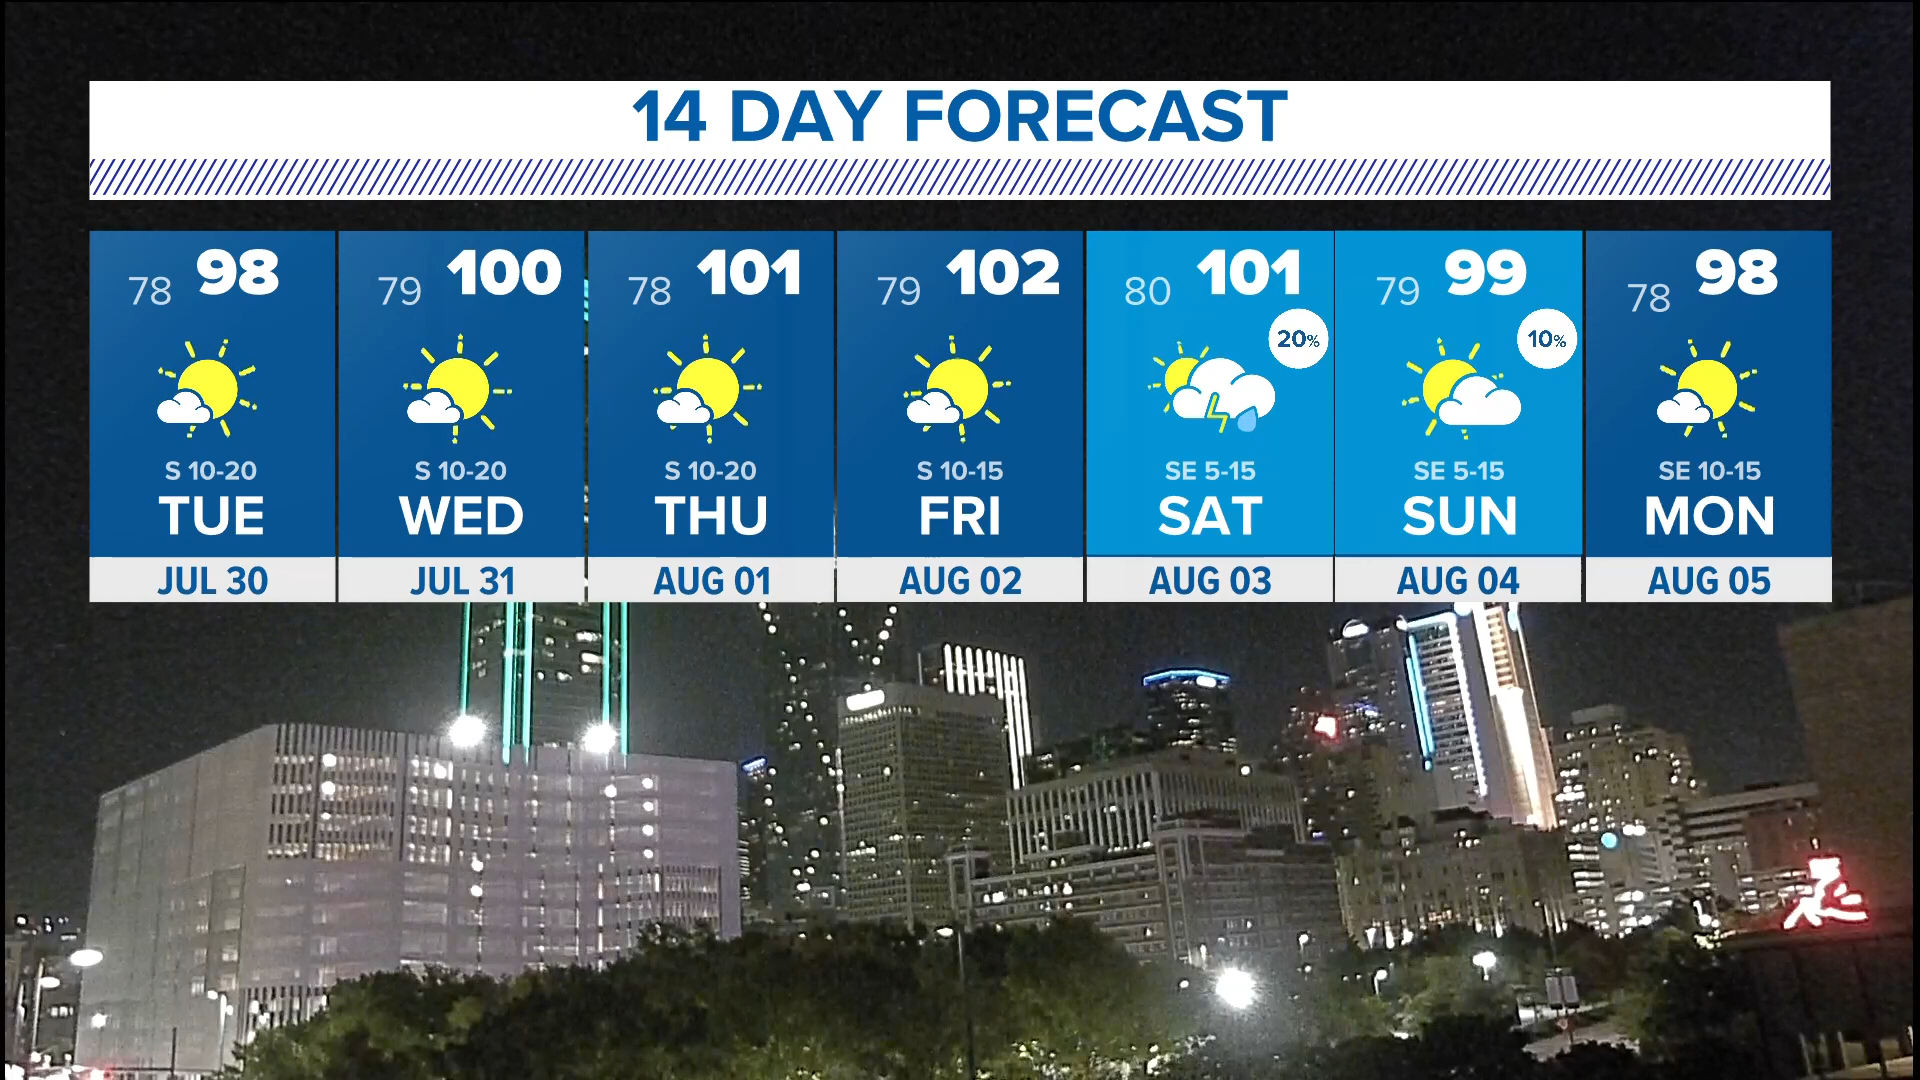 14 DAY FORECAST
78 98
S 10-20
TUE
JUL 30
79 100
S 10-20
WED
JUL 31
78 101
S 10-20
THU
AUG 01
79 102
S 10-15
FRI
AUG 02
80 101
20%
SE 5-15
SAT
AUG 03
79 99
10%
SE 5-15
SUN
AUG 04
78 98
SE 10-15
MON
AUG 05